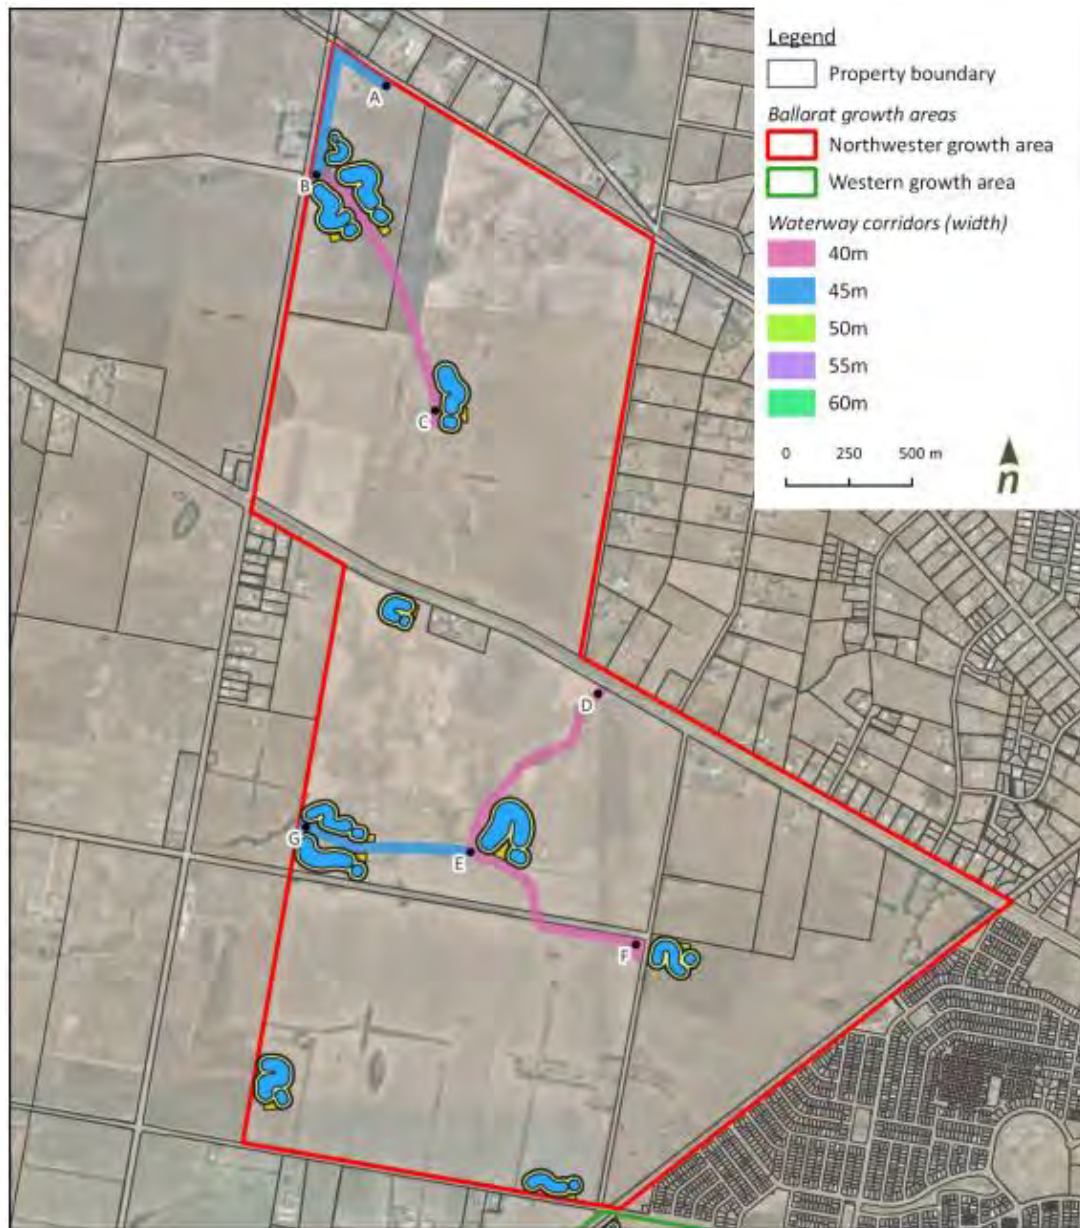 Legend
Property boundary
Ballarat growth areas
Northwester growth area
Western growth area
Waterway corridors (width)
40m
45m
50m
55m
60m
0 250 500 m
n
A
B
C
D
G
E
F